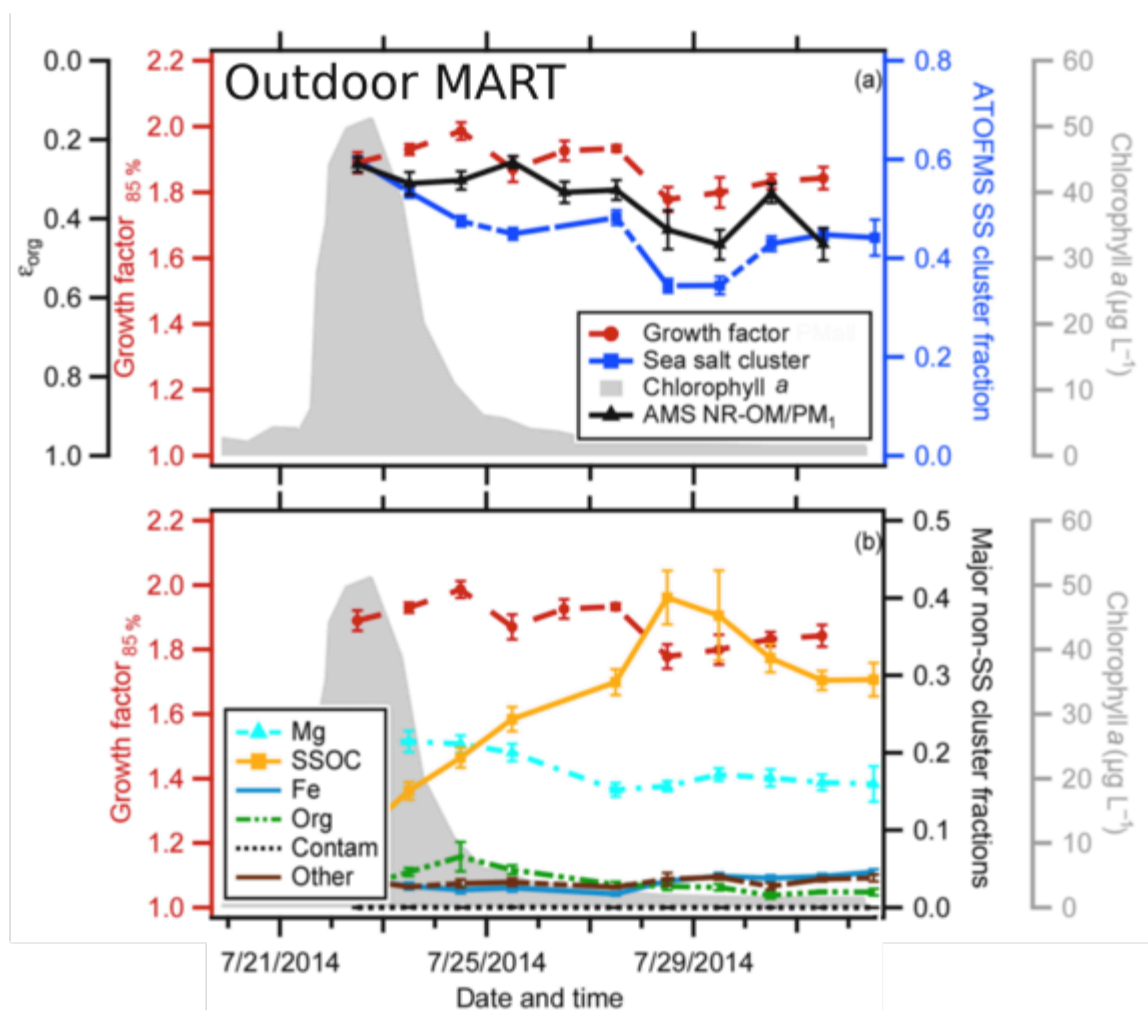 Outdoor MART
(a)
0.0
0.2
0.4
0.6
0.8
1.0
εorg
2.2
2.0
1.8
1.6
1.4
1.2
1.0
Growth factor 85 %
0.8
0.6
0.4
0.2
0.0
ATOFMS SS cluster fraction
60
50
40
30
20
10
0
Chlorophyll a (µg L⁻¹)
Growth factor
Sea salt cluster
Chlorophyll a
AMS NR-OM/PM₁
(b)
2.2
2.0
1.8
1.6
1.4
1.2
1.0
Growth factor 85 %
Mg
SSOC
Fe
Org
Contam
Other
0.5
0.4
0.3
0.2
0.1
0.0
Major non-SS cluster fractions
60
50
40
30
20
10
0
Chlorophyll a (µg L⁻¹)
7/21/2014 7/25/2014 7/29/2014
Date and time